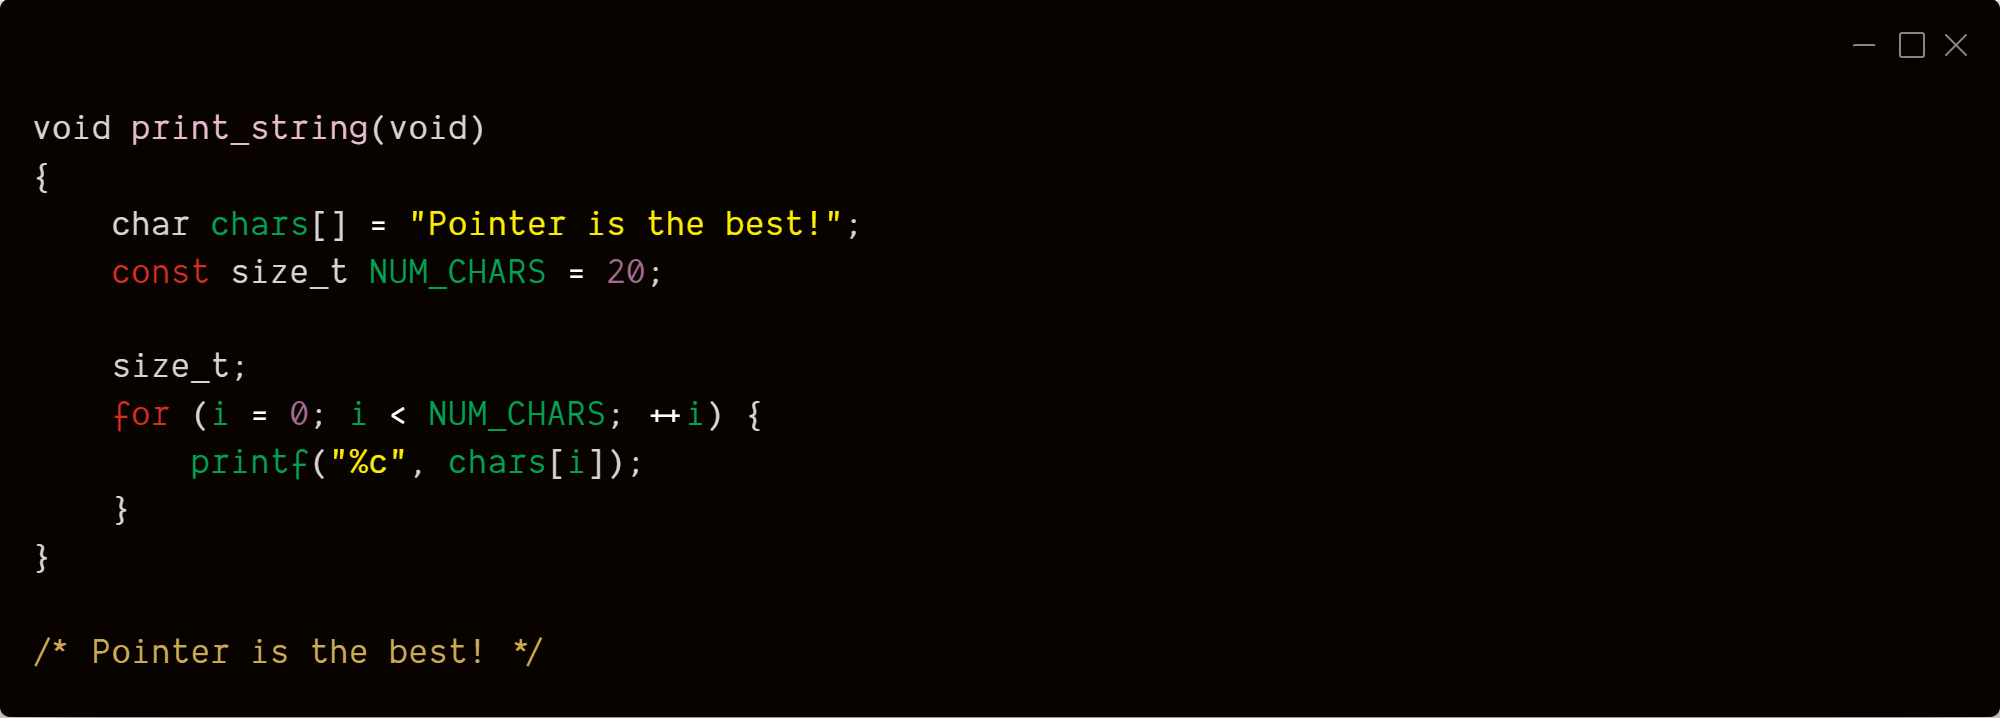 void print_string(void)
{
    char chars[] = "Pointer is the best!";
    const size_t NUM_CHARS = 20;

    size_t;
    for (i = 0; i < NUM_CHARS; ++i) {
        printf("%c", chars[i]);
    }
}

/* Pointer is the best! */